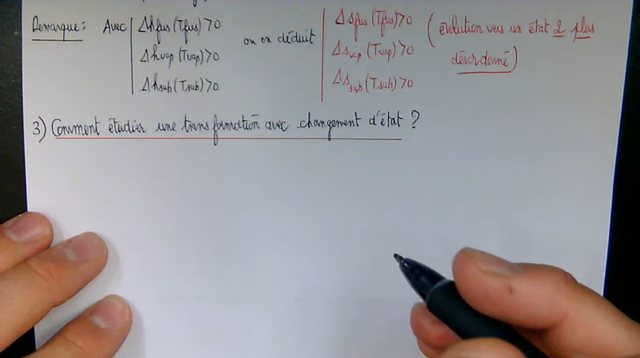 Remarque: Avec Δhfus(Tfus)>0 on en déduit Δsfus(Tfus)>0 (évolution vers un état 2 plus
Δhvap(Tvap)>0 Δsvap(Tvap)>0 désordonné)
Δhsub(Tsub)>0 Δssub(Tsub)>0
3) Comment étudier une transformation avec changement d'état ?